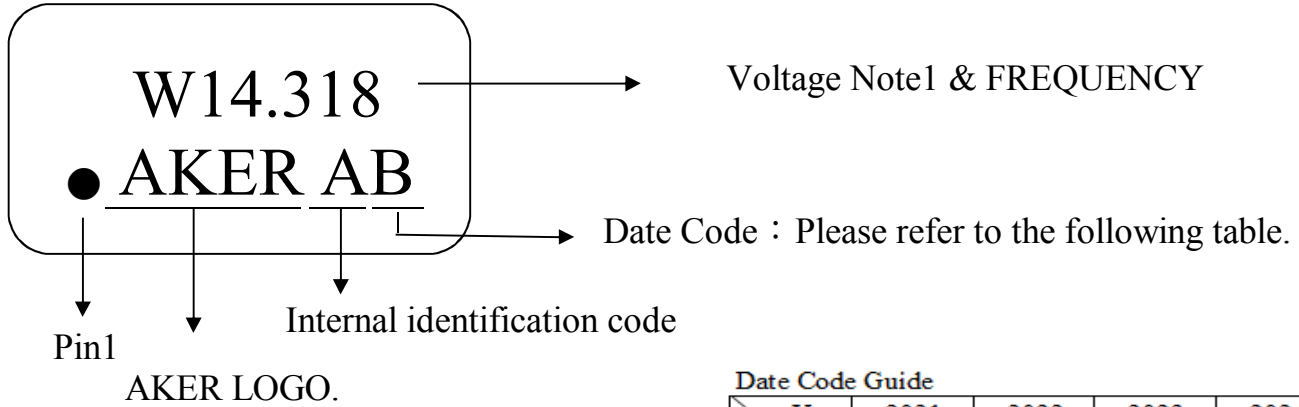 W14.318
Voltage Note1 & FREQUENCY
AKER AB
Date Code：Please refer to the following table.
Internal identification code
Pin1
AKER LOGO.
Date Code Guide